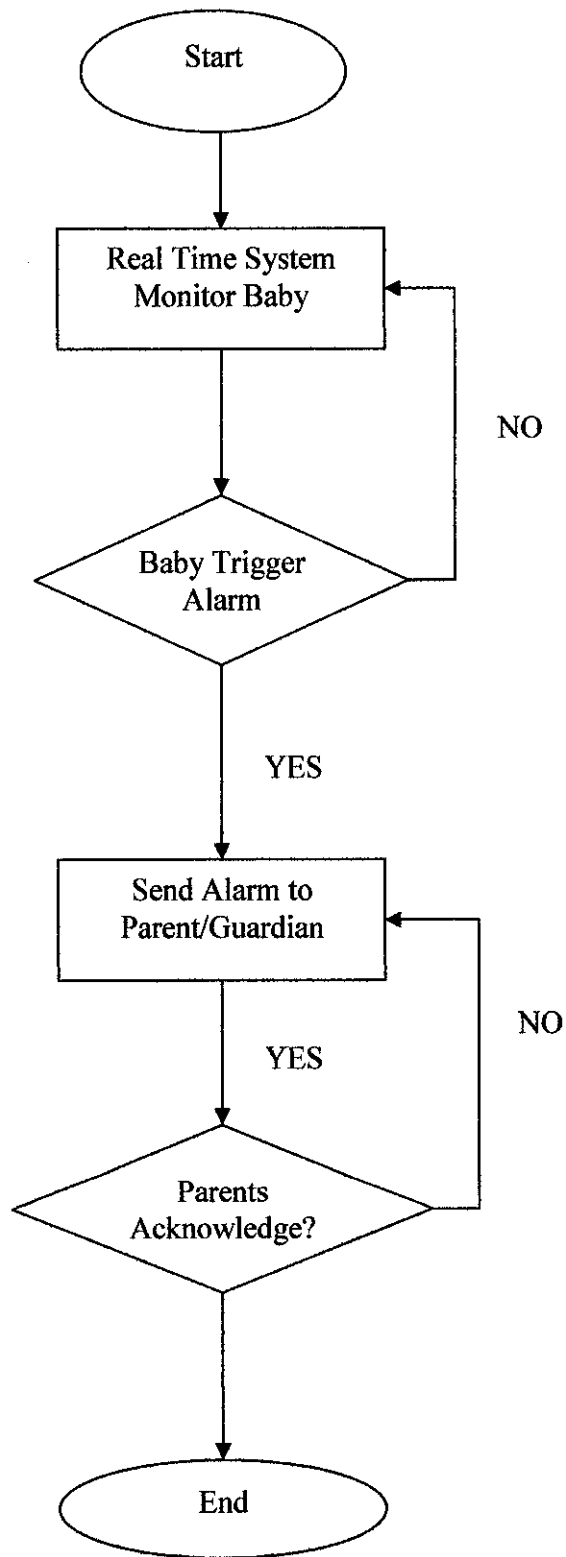 Start
Real Time System
Monitor Baby
NO
Baby Trigger
Alarm
YES
Send Alarm to
Parent/Guardian
NO
YES
Parents
Acknowledge?
End